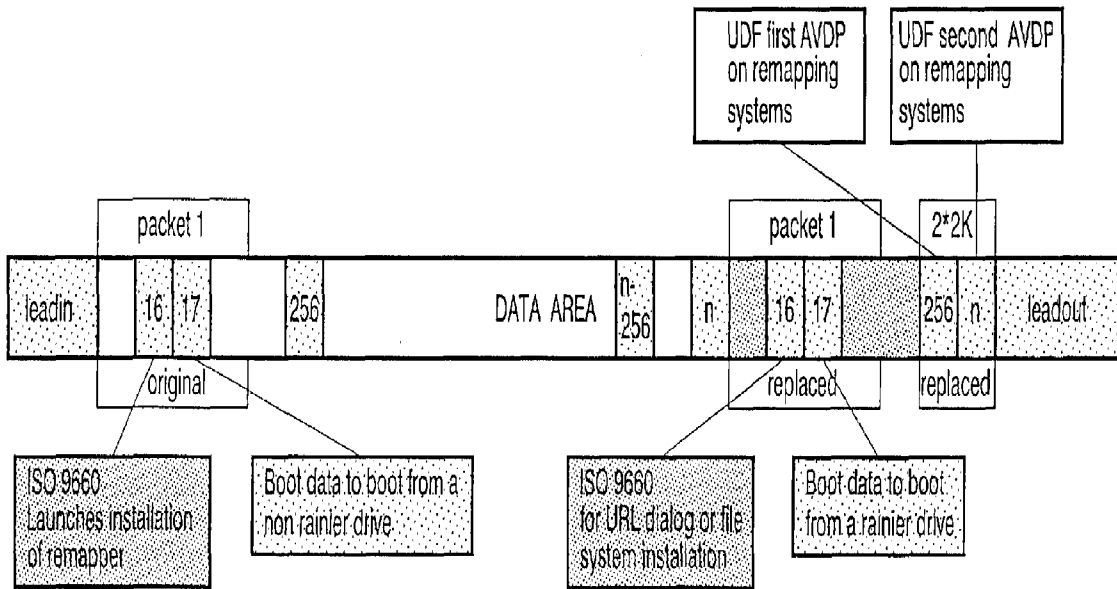 UDF first AVDP
on remapping
systems
UDF second AVDP
on remapping
systems
packet 1
packet 1
2*2K
leadin
16
17
256
DATA AREA
n-
256
n
16
17
256
n
leadout
original
replaced
replaced
ISO 9660
Launches installation
of remapper
Boot data to boot from a
non rainier drive.
ISO 9660
for URL dialog or file
system installation
Boot data to boot
from a rainier drive